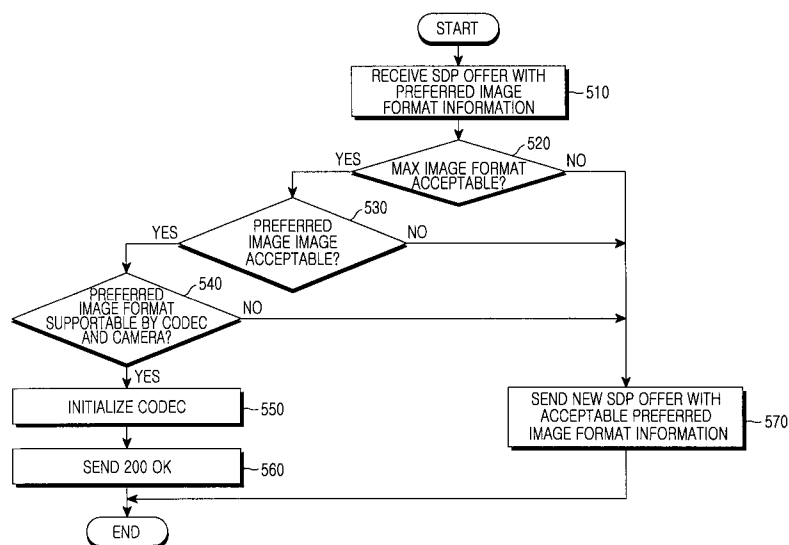 START
RECEIVE SDP OFFER WITH
PREFERRED IMAGE
FORMAT INFORMATION
510
520
YES
MAX IMAGE FORMAT
ACCEPTABLE?
NO
530
YES
PREFERRED
IMAGE IMAGE
ACCEPTABLE?
NO
540
PREFERRED
IMAGE FORMAT
SUPPORTABLE BY CODEC
AND CAMERA?
NO
YES
INITIALIZE CODEC
550
SEND NEW SDP OFFER WITH
ACCEPTABLE PREFERRED
IMAGE FORMAT INFORMATION
570
SEND 200 OK
560
END